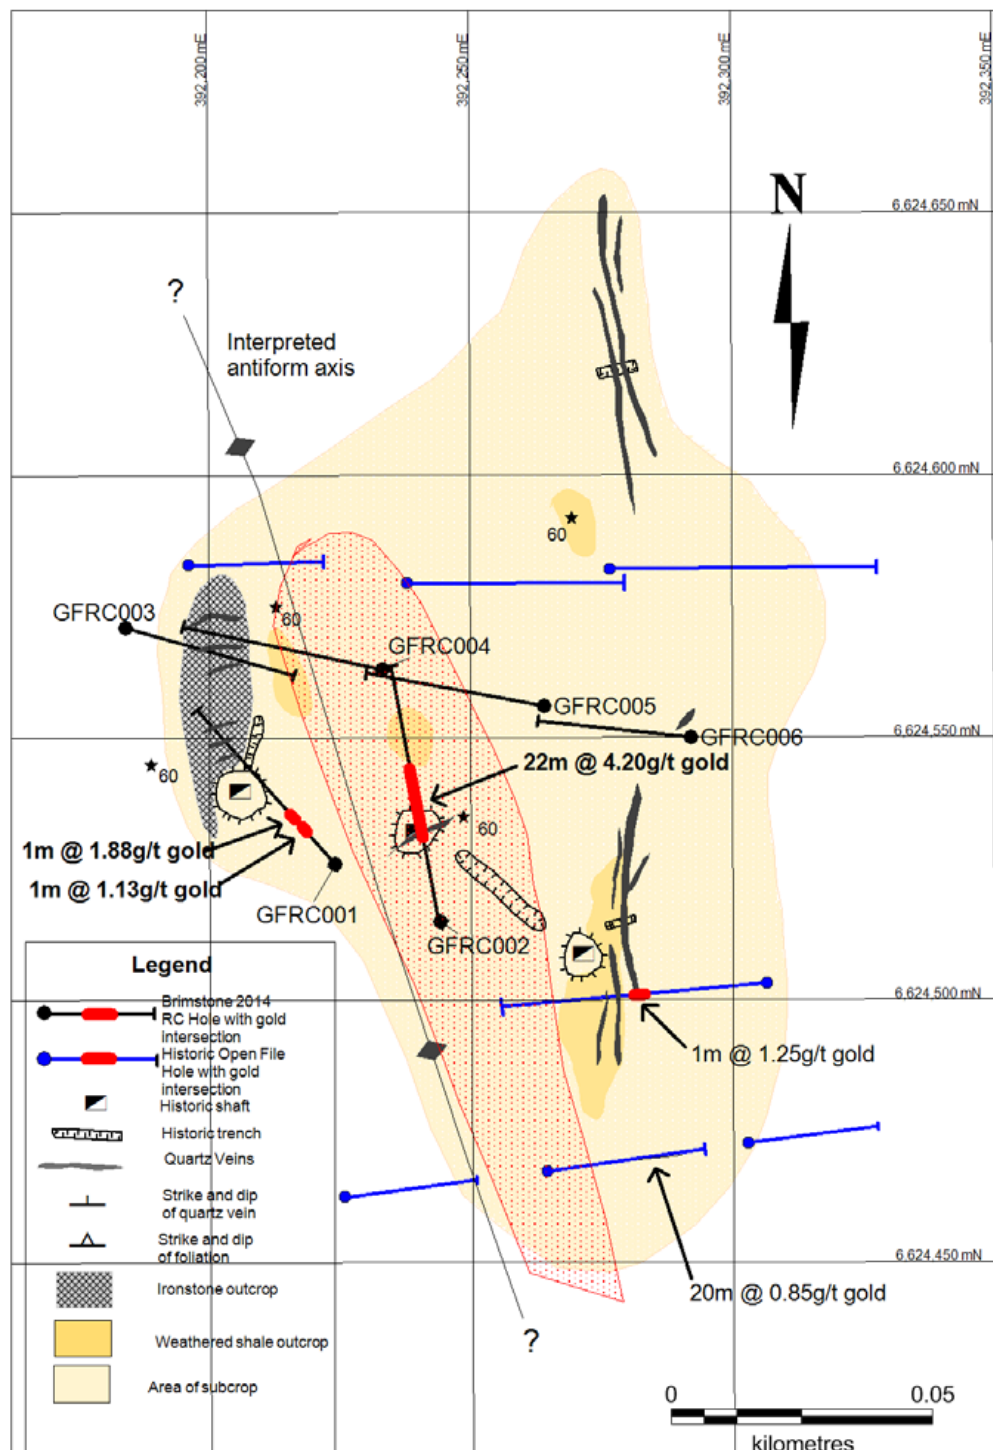 392,200 mE
392,250 mE
392,300 mE
392,350 mE
N
6,624,650 mN
?
Interpreted
antiform axis
6,624,600 mN
60
60
GFRC003
GFRC004
GFRC005
GFRC006
6,624,550 mN
22m @ 4.20g/t gold
60
60
1m @ 1.88g/t gold
1m @ 1.13g/t gold
GFRC001
GFRC002
6,624,500 mN
1m @ 1.25g/t gold
Legend
Brimstone 2014
RC Hole with gold
intersection
Historic Open File
Hole with gold
intersection
Historic shaft
Historic trench
Quartz Veins
Strike and dip
of quartz vein
Strike and dip
of foliation
Ironstone outcrop
Weathered shale outcrop
Area of subcrop
6,624,450 mN
20m @ 0.85g/t gold
?
0 0.05
kilometres